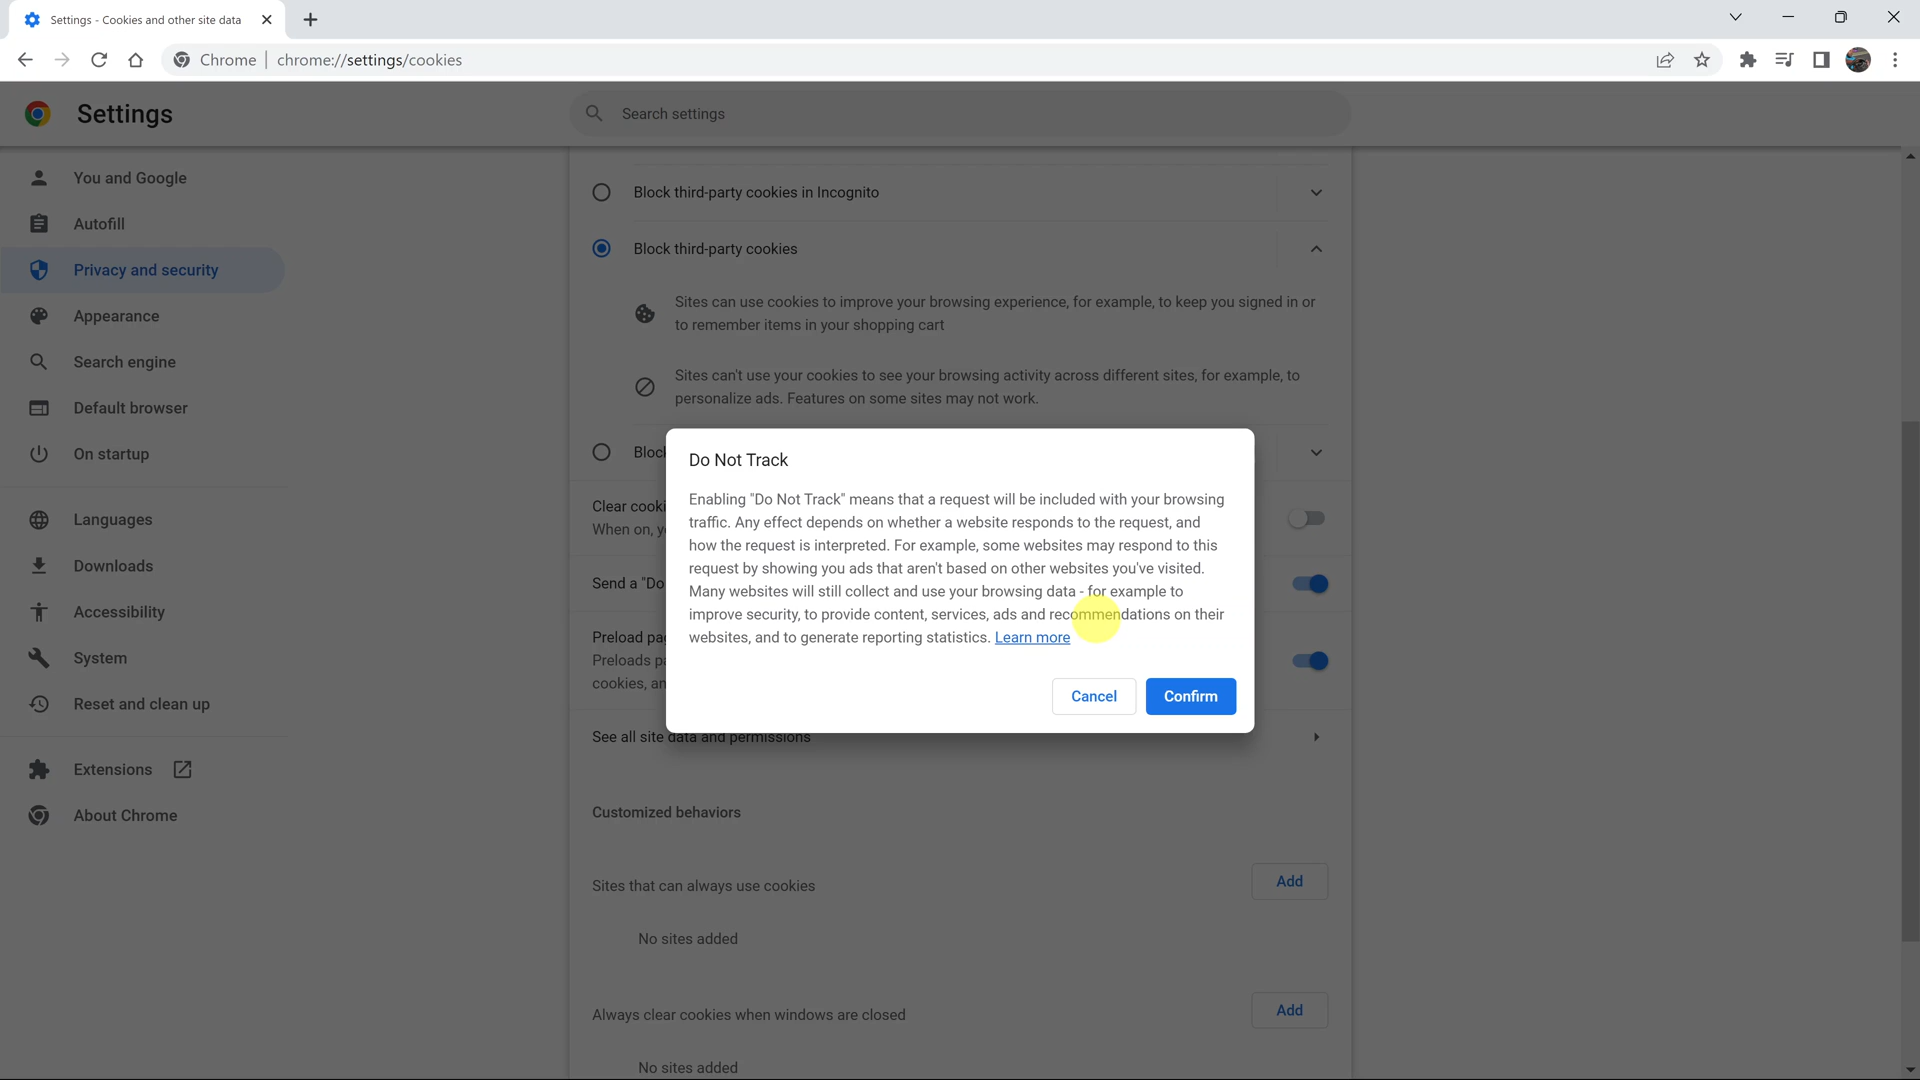 Settings - Cookies and other site data
Chrome
chrome://settings/cookies
Settings
Search settings
You and Google
Autofill
Privacy and security
Appearance
Search engine
Default browser
On startup
Languages
Downloads
Accessibility
System
Reset and clean up
Extensions
About Chrome
Block third-party cookies in Incognito
Block third-party cookies
Sites can use cookies to improve your browsing experience, for example, to keep you signed in or
to remember items in your shopping cart
Sites can't use your cookies to see your browsing activity across different sites, for example, to
personalize ads. Features on some sites may not work.
Clear
When on,
Send a "Do
Preload
Preloads
cookies,
Do Not Track
Enabling "Do Not Track" means that a request will be included with your browsing
traffic. Any effect depends on whether a website responds to the request, and
how the request is interpreted. For example, some websites may respond to this
request by showing you ads that aren't based on other websites you've visited.
Many websites will still collect and use your browsing data - for example to
improve security, to provide content, services, ads and recommendations on their
websites, and to generate reporting statistics. Learn more
Cancel
Confirm
See all site data and permissions
Customized behaviors
Sites that can always use cookies
Add
No sites added
Always clear cookies when windows are closed
Add
No sites added